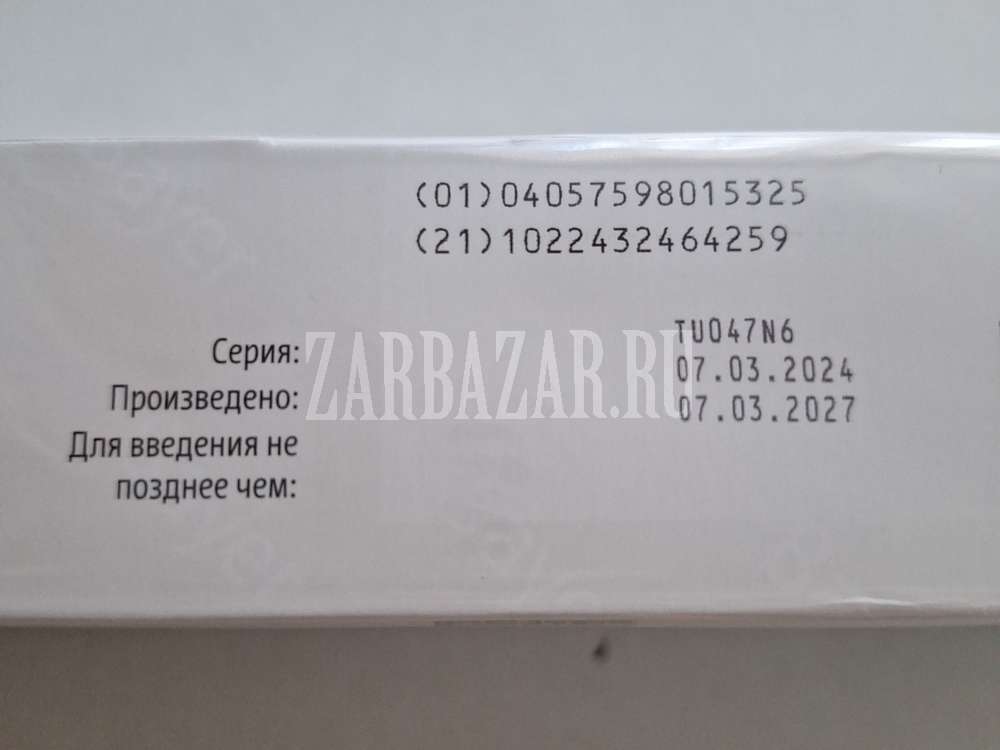 (01)04057598015325
(21)1022432464259
Серия: TU047N6
Произведено: 07.03.2024
Для введения не 07.03.2027
позднее чем:
ZARBAZAR.RU